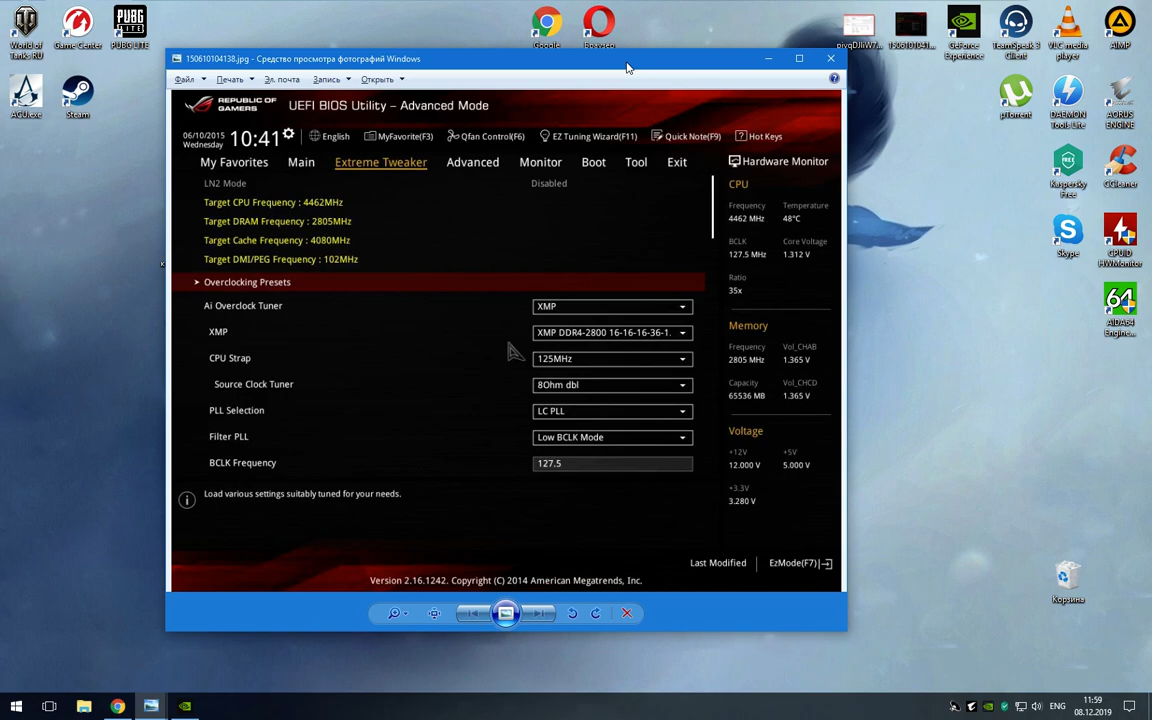 World of
Tanks RU
Game Center
PUBG
LITE
PUBG LITE
ACU.exe
Steam
Google
Браузер
150610104...
GeForce
Experience
TeamSpeak 3
Client
VLC media
player
AIMP
µTorrent
DAEMON
Tools Lite
AORUS
ENGINE
Kaspersky
Free
CCleaner
Skype
CPUID
HWMonitor
64
AIDA64
Engine...
Корзина
150610104138.jpg - Средство просмотра фотографий Windows
Файл
Печать
Эл. почта
Запись
Открыть
REPUBLIC OF
GAMERS
UEFI BIOS Utility – Advanced Mode
06/10/2015
Wednesday
10:41
English
MyFavorite(F3)
Qfan Control(F6)
EZ Tuning Wizard(F11)
Quick Note(F9)
? Hot Keys
My Favorites
Main
Extreme Tweaker
Advanced
Monitor
Boot
Tool
Exit
LN2 Mode
Disabled
Target CPU Frequency : 4462MHz
Target DRAM Frequency : 2805MHz
Target Cache Frequency : 4080MHz
Target DMI/PEG Frequency : 102MHz
Overclocking Presets
Ai Overclock Tuner
XMP
XMP
XMP DDR4-2800 16-16-16-36-1.
CPU Strap
125MHz
Source Clock Tuner
8Ohm dbl
PLL Selection
LC PLL
Filter PLL
Low BCLK Mode
BCLK Frequency
127.5
Load various settings suitably tuned for your needs.
Hardware Monitor
CPU
Frequency Temperature
4462 MHz 48°C
BCLK Core Voltage
127.5 MHz 1.312 V
Ratio
35x
Memory
Frequency Vol_CHAB
2805 MHz 1.365 V
Capacity Vol_CHCD
65536 MB 1.365 V
Voltage
+12V +5V
12.000 V 5.000 V
+3.3V
3.280 V
Last Modified
EzMode(F7)
Version 2.16.1242. Copyright (C) 2014 American Megatrends, Inc.
ENG
11:59
08.12.2019